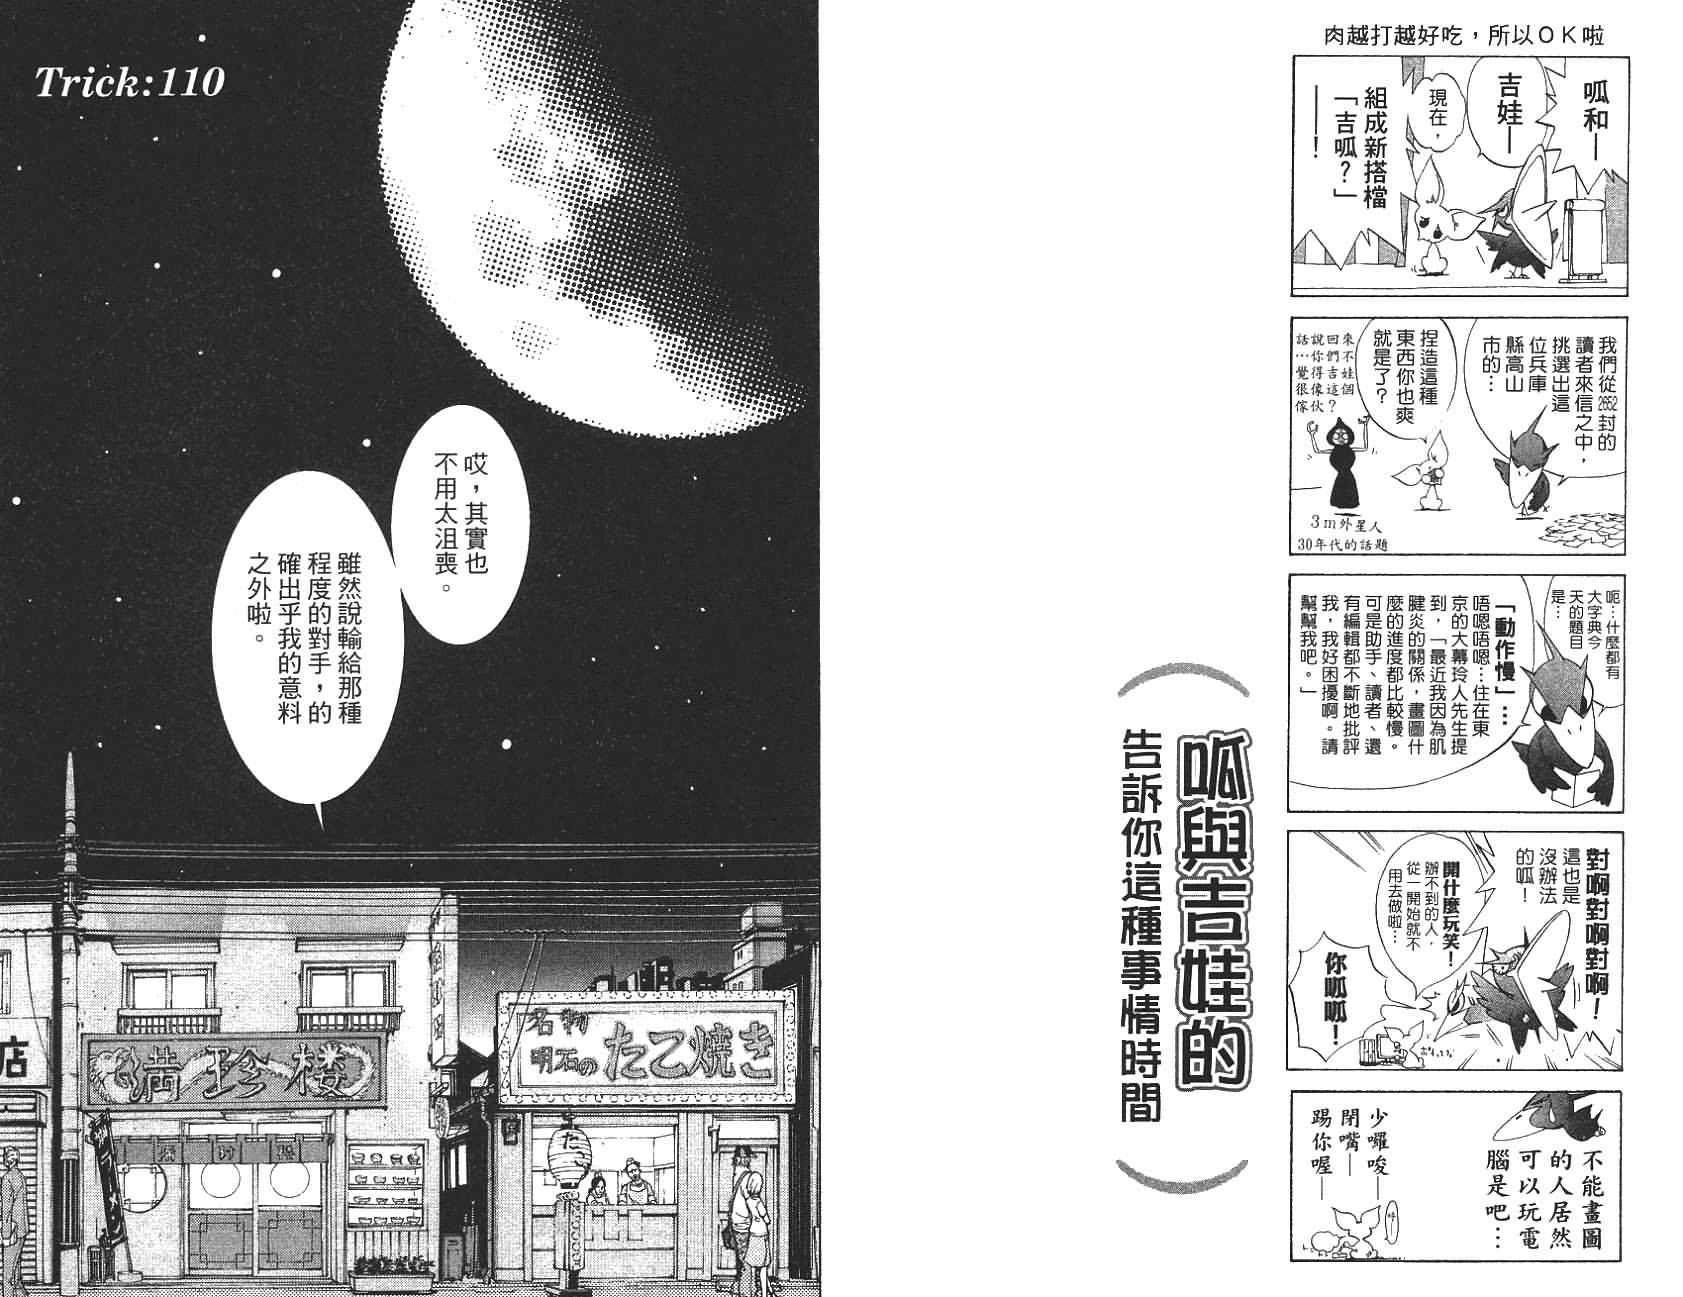 肉越打越好吃，所以ＯＫ啦
呱和—
吉娃—
現在，
組成新搭檔
「吉呱？」
——！
我們從2652封的
讀者來信之中，
挑選出這
位兵庫
縣高山
市的…
捏造這種
東西你也爽
就是了？
來不娃個
回們吉這？
說你得像伙
話…覺很傢
3m外星人
30年代的話題
呃…什麼都有
大字典今
天的題目
是…
「動作慢」…
唔嗯唔嗯…住在東
京的大幕玲人先生提
到，「最近我因為肌
腱炎的關係，畫圖什
麼的進度都比較慢。
可是助手、讀者、還
有編輯都不斷地批評
我，我好困擾啊。請
幫幫我吧。」
對啊對啊對啊！
這也是
沒辦法
的呱！
開什麼玩笑！
辦不到的人，
從一開始就不
用去做啦…
你呱呱！
不能畫圖
的人居然
可以玩電
腦是吧…
少囉唆——
閉嘴—
踢你喔——
呱與吉娃的
告訴你這種事情時間
Trick:110
哎，其實也
不用太沮喪。
雖然說輸給那種
程度的對手，的
確出乎我的意料
之外啦。
店
満珍楼
名物
明石の
たこ焼き
たこ